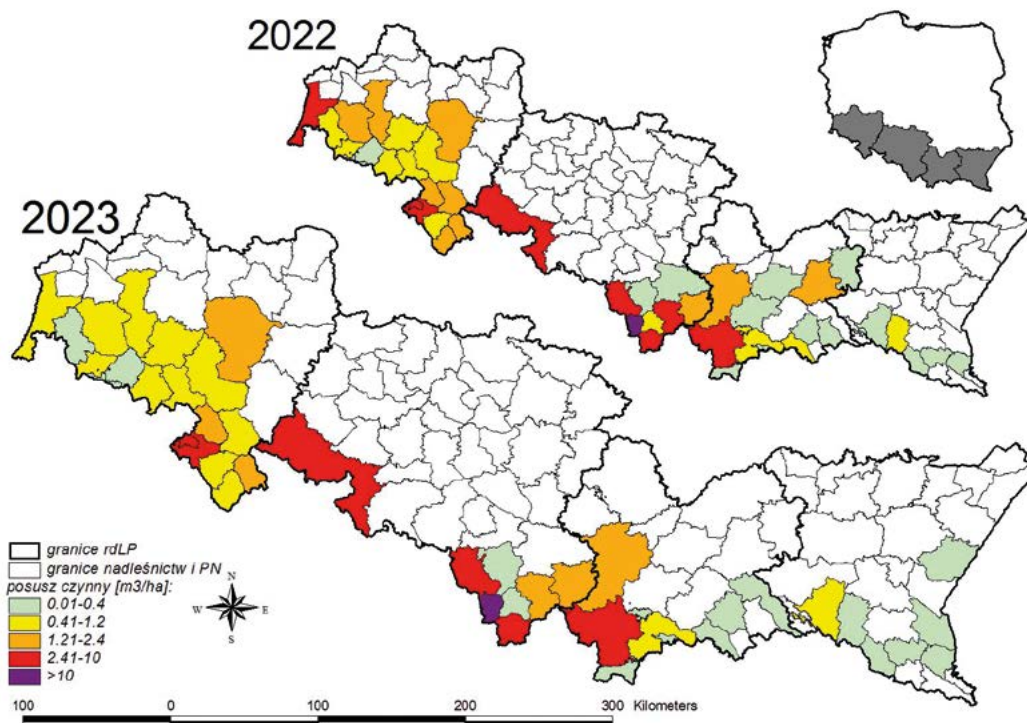 2022
2023
granice rdLP
granice nadleśnictw i PN
posusz czynny [m3/ha]:
0.01-0.4
0.41-1.2
1.21-2.4
2.41-10
>10
N
W E
S
100 0 100 200 300 Kilometers